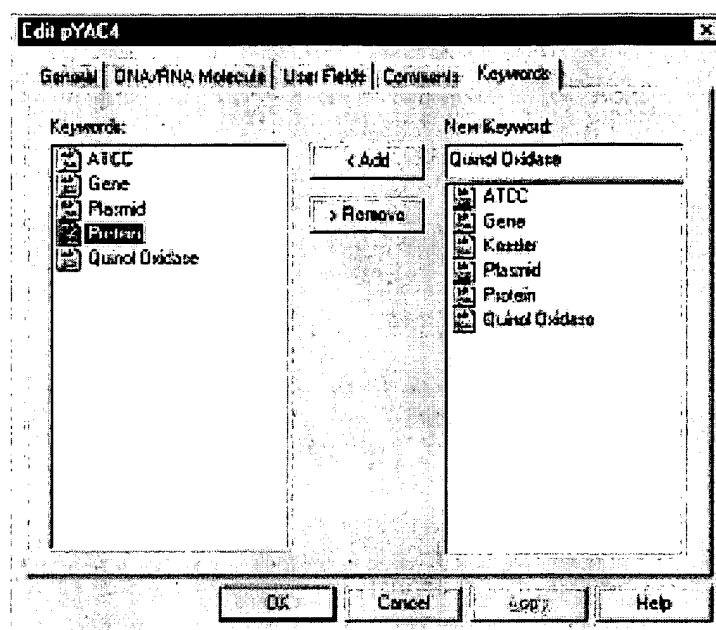 Edit pYAC4
General DNA/RNA Molecule User Fields Comments Keywords
Keywords:
ATCC
Gene
Plasmid
Protein
Quinol Oxidase
< Add
> Remove
New Keyword:
Quinol Oxidase
ATCC
Gene
Kessler
Plasmid
Protein
Quinol Oxidase
OK Cancel Apply Help